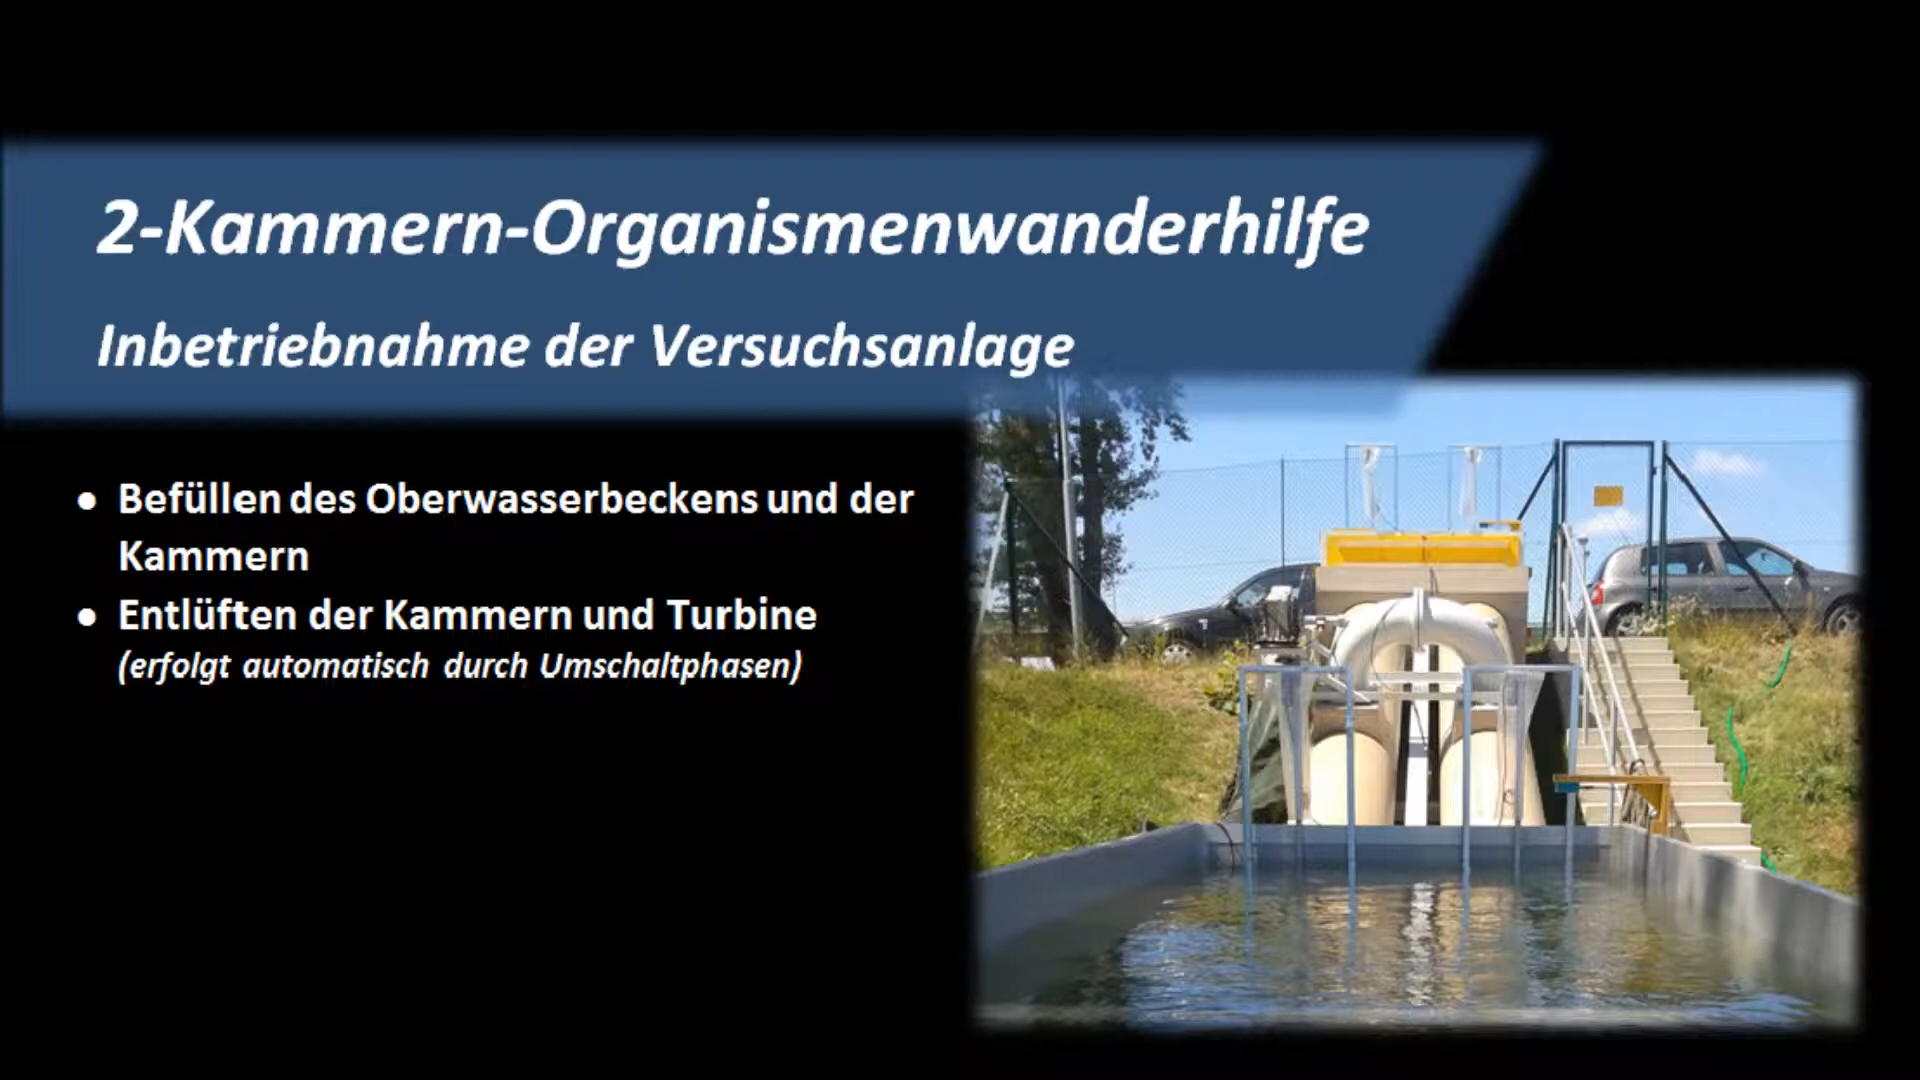 2-Kammern-Organismenwanderhilfe
Inbetriebnahme der Versuchsanlage
● Befüllen des Oberwasserbeckens und der
Kammern
● Entlüften der Kammern und Turbine
(erfolgt automatisch durch Umschaltphasen)